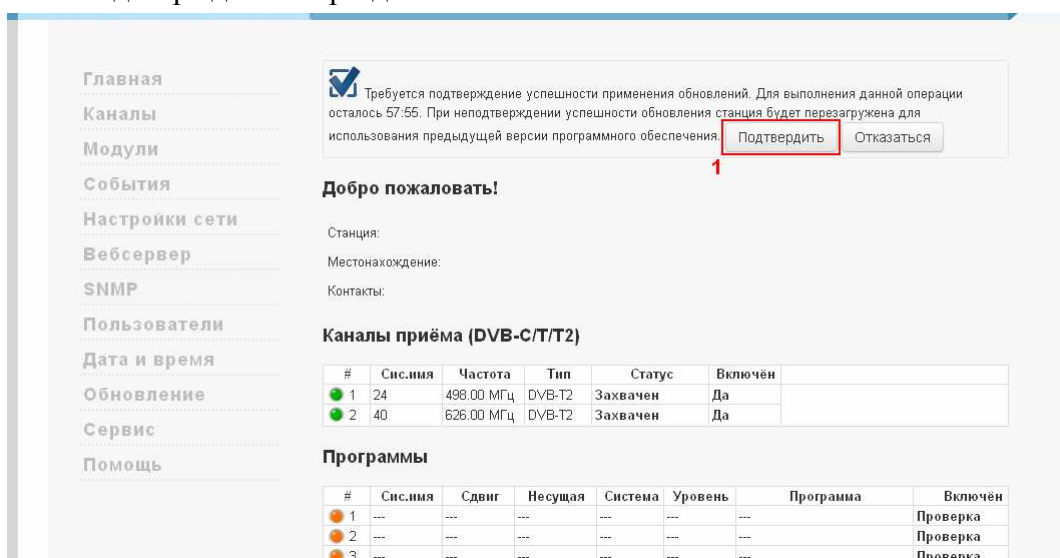 Главная
Каналы
Модули
События
Настройки сети
Вебсервер
SNMP
Пользователи
Дата и время
Обновление
Сервис
Помощь
Требуется подтверждение успешности применения обновлений. Для выполнения данной операции
осталось 57:55. При неподтверждении успешности обновления станция будет перезагружена для
использования предыдущей версии программного обеспечения. Подтвердить Отказаться
1
Добро пожаловать!
Станция:
Местонахождение:
Контакты:
Каналы приёма (DVB-C/T/T2)
# Сис.имя Частота Тип Статус Включён
1 24 498.00 МГц DVB-T2 Захвачен Да
2 40 626.00 МГц DVB-T2 Захвачен Да
Программы
# Сис.имя Сдвиг Несущая Система Уровень Программа Включён
1 --- --- --- --- --- --- Проверка
2 --- --- --- --- --- --- Проверка
3 --- --- --- --- --- --- Проверка